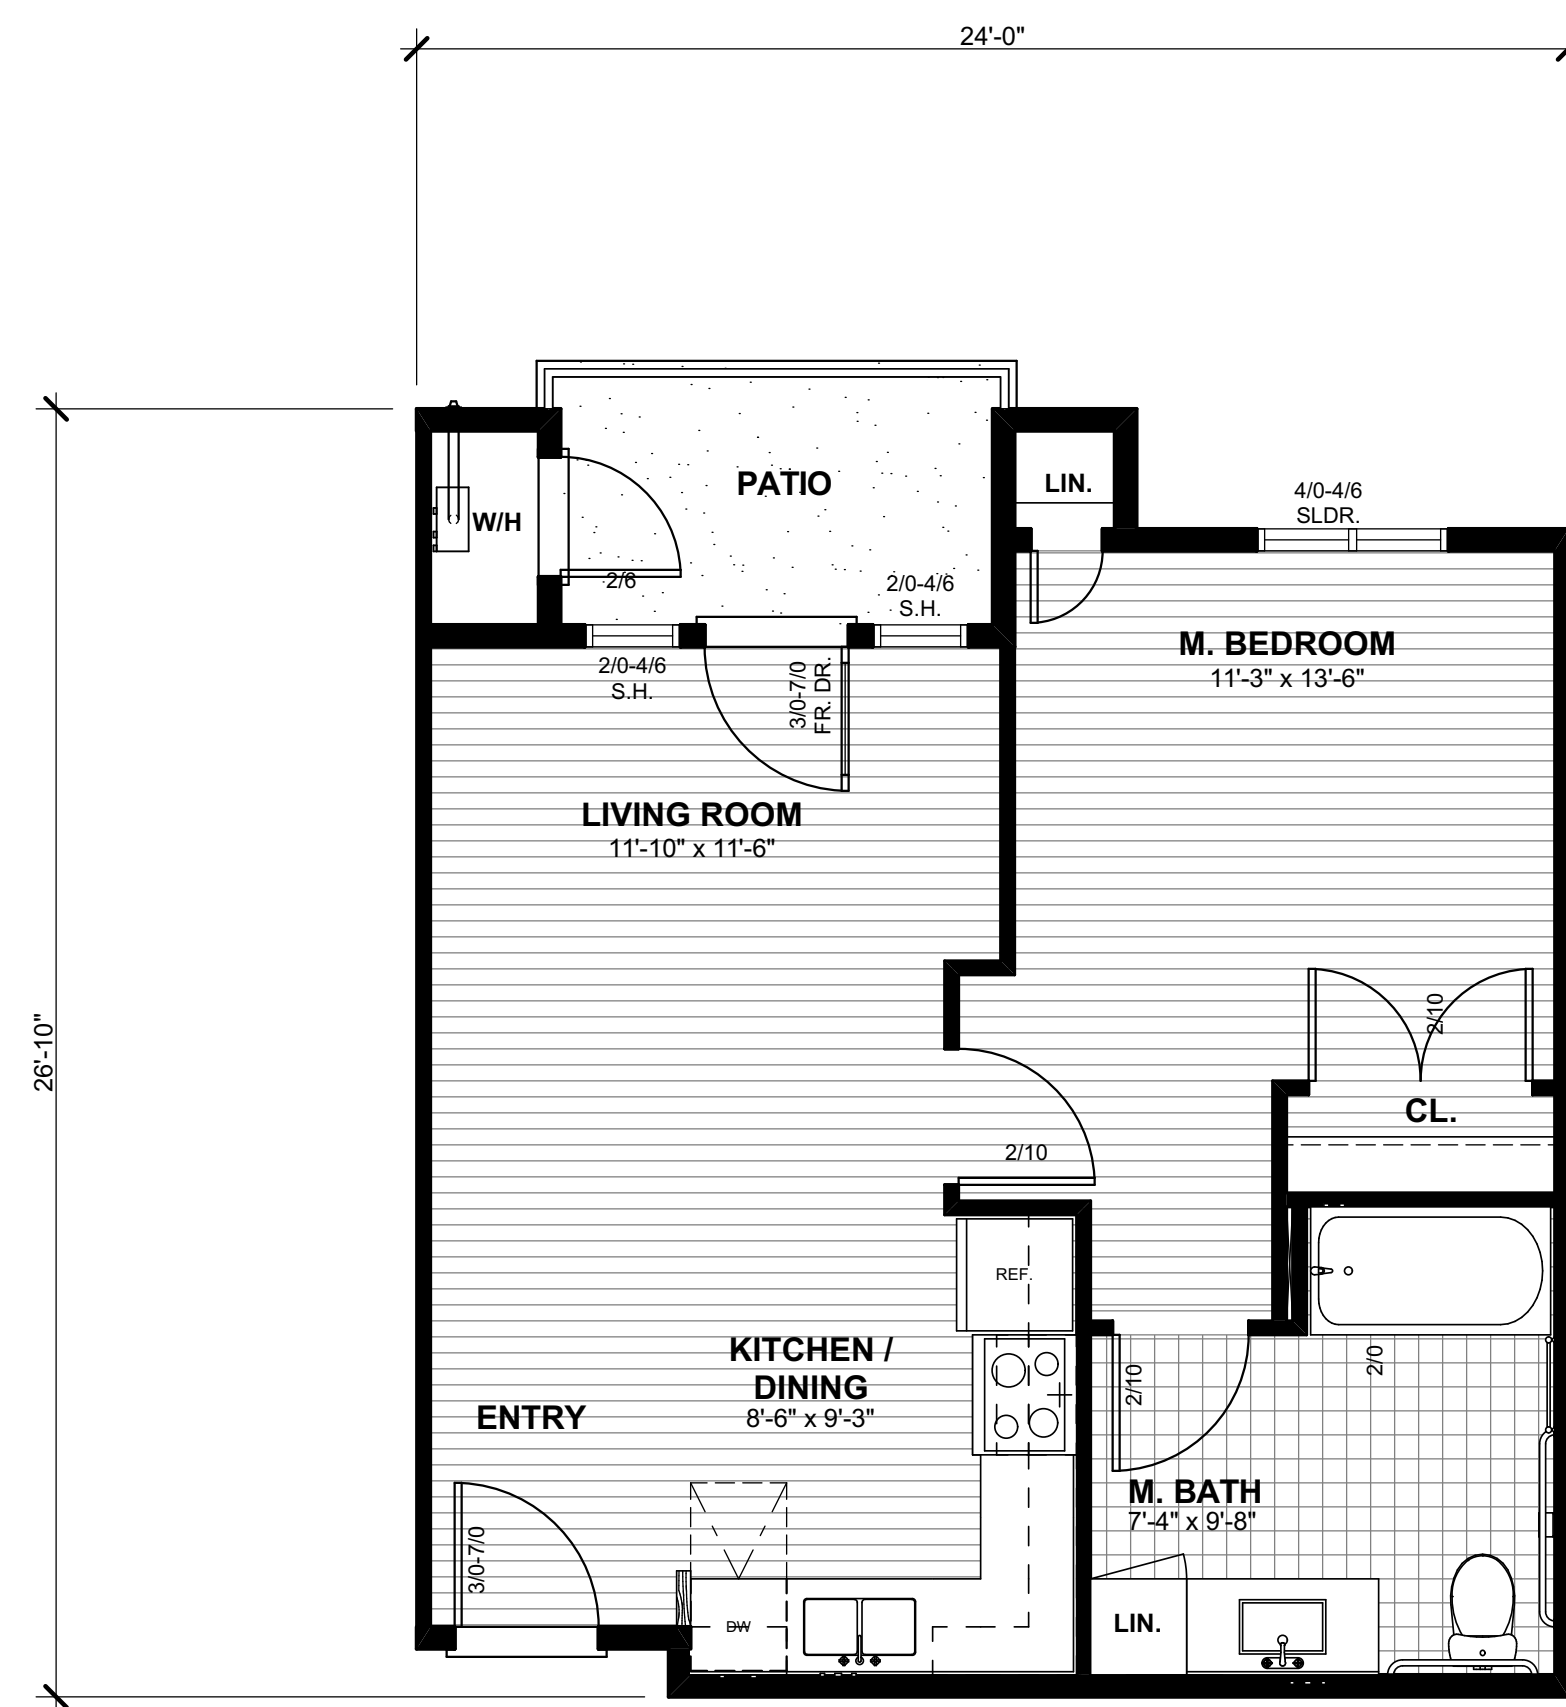 24'-0"
PATIO
LIN.
4/0-4/6
SLDR.
W/H
2/6
2/0-4/6
S.H.
M. BEDROOM
11'-3" x 13'-6"
2/0-4/6
S.H.
3/0-7/0
FR. DR.
LIVING ROOM
11'-10" x 11'-6"
26'-10"
2/10
CL.
2/10
REF.
KITCHEN /
DINING
8'-6" x 9'-3"
2/0
2/10
ENTRY
M. BATH
7'-4" x 9'-8"
3/0-7/0
DW
LIN.